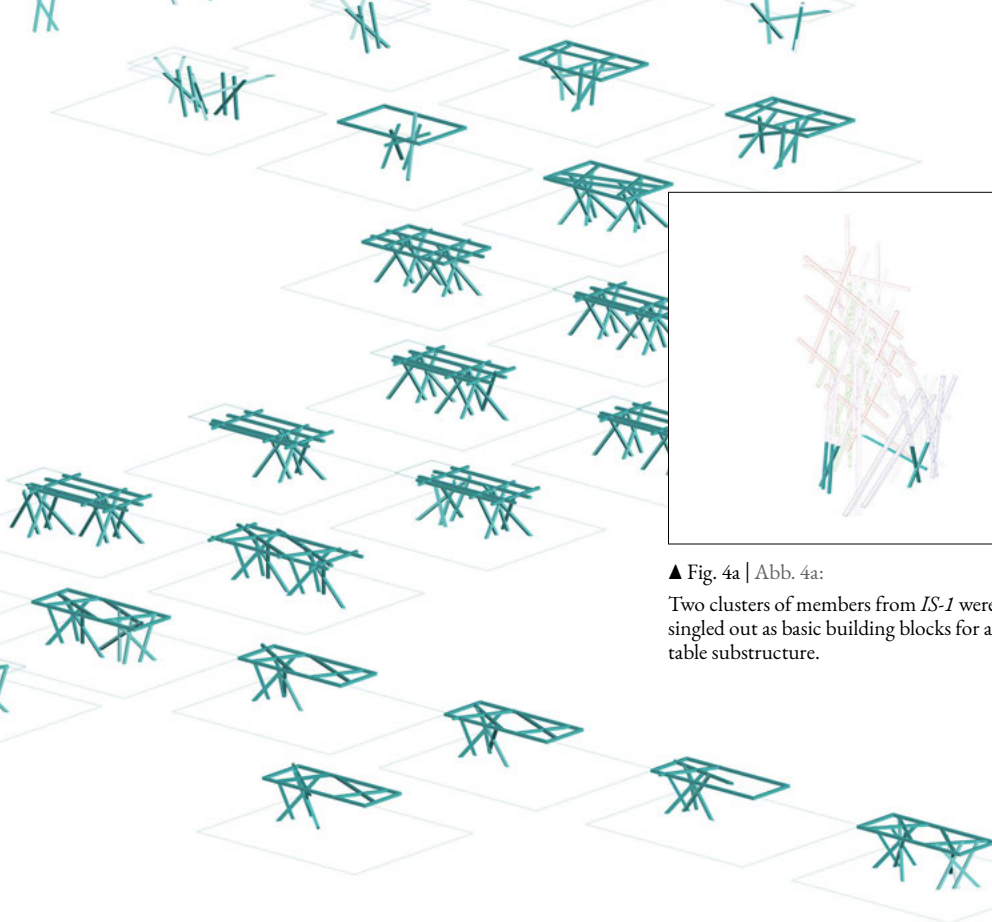 ▲ Fig. 4a | Abb. 4a:
Two clusters of members from IS-1 were
singled out as basic building blocks for a
table substructure.